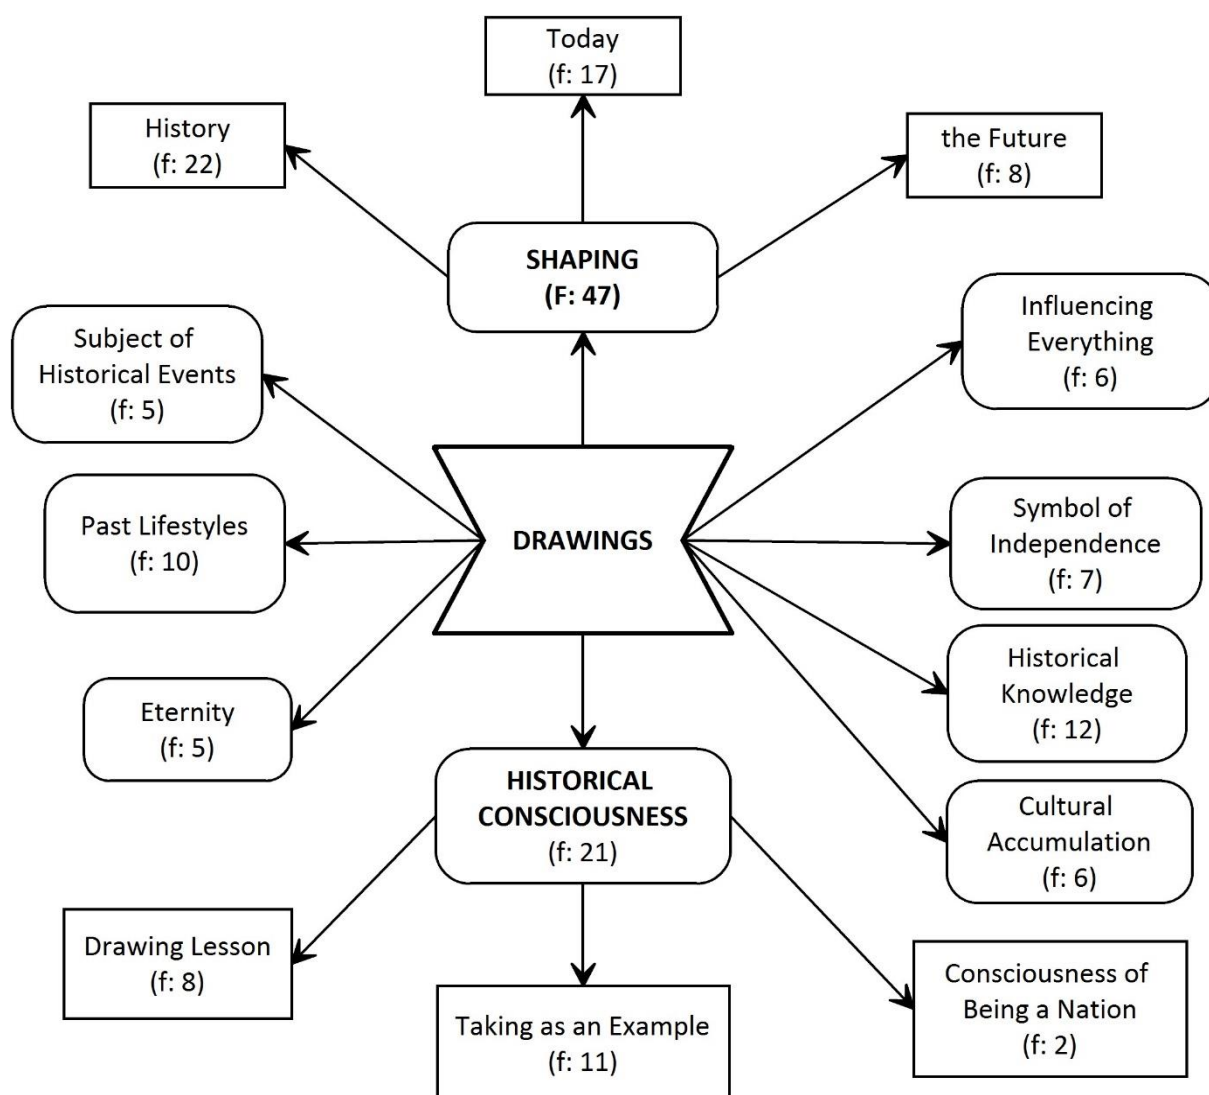 Today
(f: 17)
History
(f: 22)
the Future
(f: 8)
SHAPING
(F: 47)
Subject of
Historical Events
(f: 5)
Influencing
Everything
(f: 6)
Past Lifestyles
(f: 10)
DRAWINGS
Symbol of
Independence
(f: 7)
Historical
Knowledge
(f: 12)
Eternity
(f: 5)
HISTORICAL
CONSCIOUSNESS
(f: 21)
Cultural
Accumulation
(f: 6)
Drawing Lesson
(f: 8)
Taking as an Example
(f: 11)
Consciousness of
Being a Nation
(f: 2)